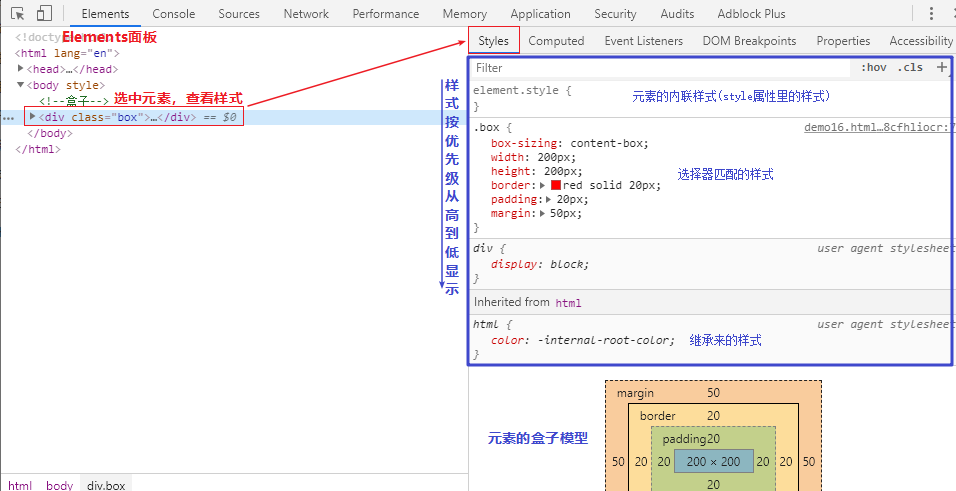 Elements Console Sources Network Performance Memory Application Security Audits Adblock Plus
Elements面板
<html lang="en">
<head>…</head>
<body style>
<!--盒子-->
选中元素，查看样式
<div class="box">…</div> == $0
</body>
</html>
html body div.box
样式按优先级从高到低显示
Styles Computed Event Listeners DOM Breakpoints Properties Accessibility
Filter :hov .cls +
element.style {
元素的内联样式(style属性里的样式)
}
.box { demo16.html…8cfhliocr:7
box-sizing: content-box;
width: 200px;
height: 200px;
选择器匹配的样式
border: red solid 20px;
padding: 20px;
margin: 50px;
}
div { user agent stylesheet
display: block;
}
Inherited from html
html { user agent stylesheet
color: -internal-root-color; 继承来的样式
}
元素的盒子模型
margin 50
border 20
padding20
50 20 20 200 × 200 20 20 50
20